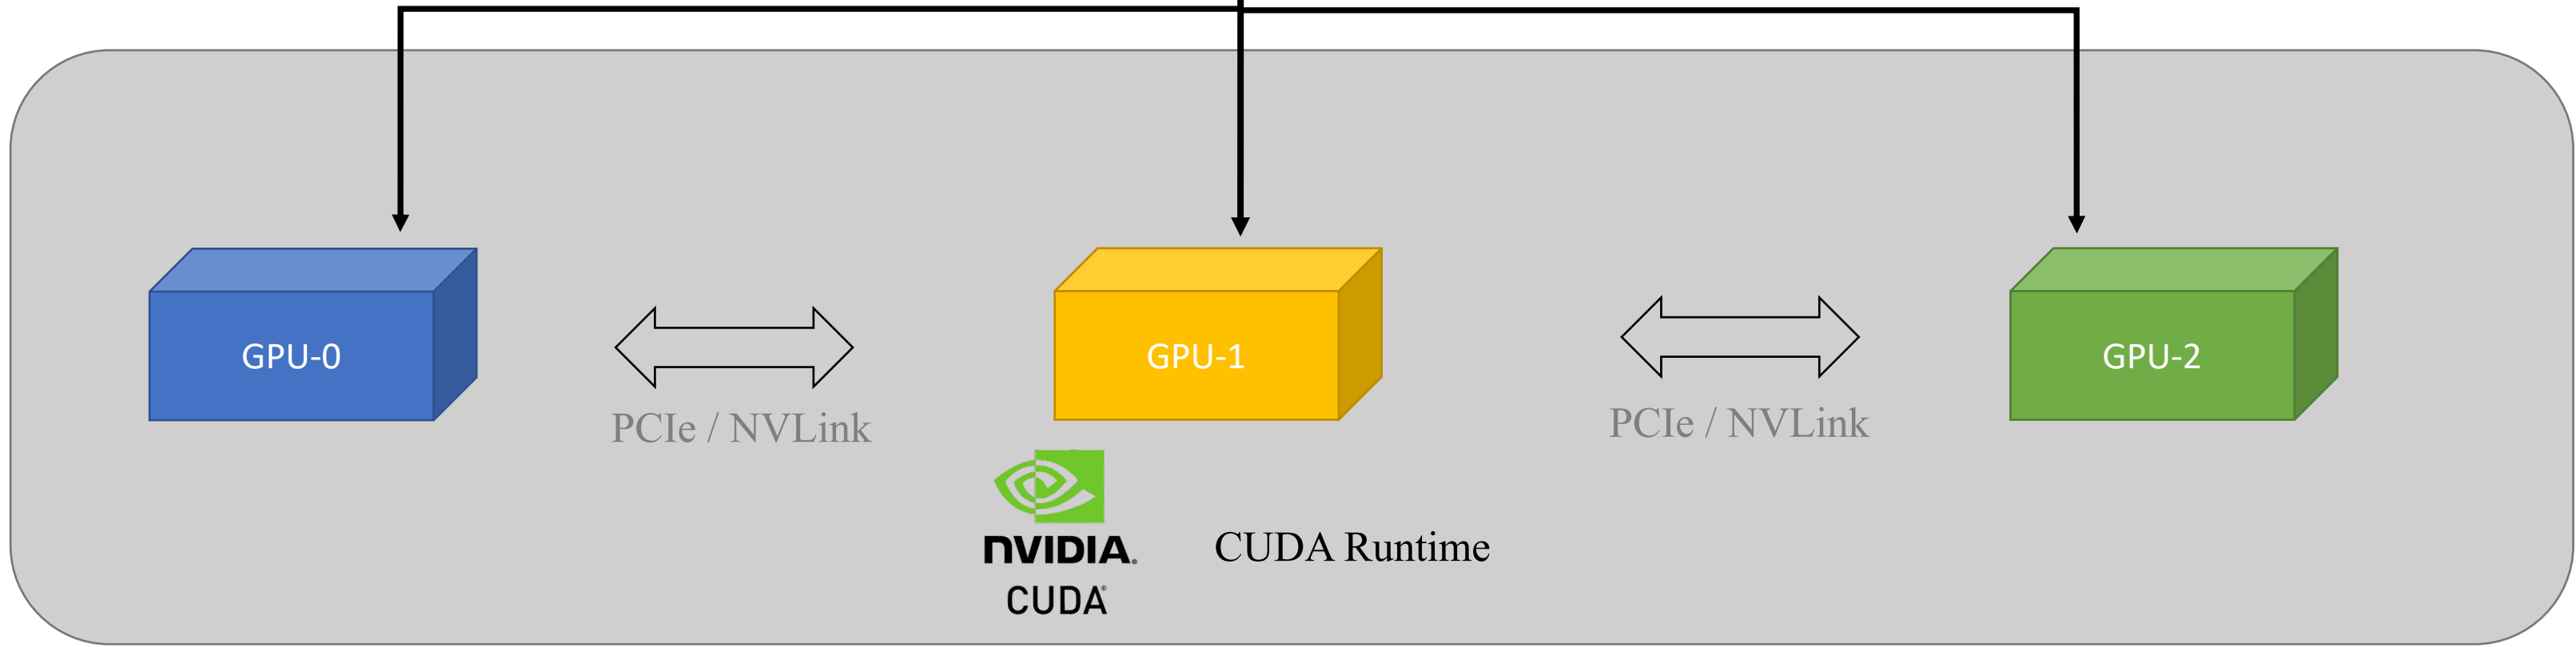 GPU-0
GPU-1
GPU-2
PCIe / NVLink
PCIe / NVLink
NVIDIA®
CUDA®
CUDA Runtime